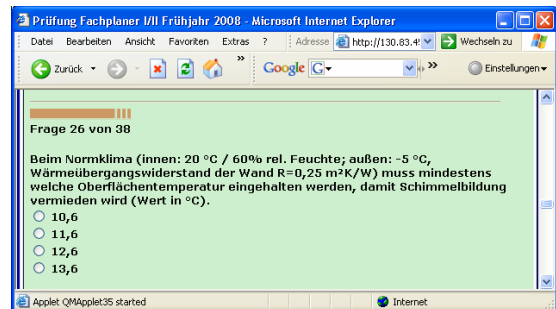 Prüfung Fachplaner I/II Frühjahr 2008 - Microsoft Internet Explorer
Datei Bearbeiten Ansicht Favoriten Extras ? Adresse http://130.83.4 Wechseln zu
Zurück » Google G » Einstellungen
Frage 26 von 38
Beim Normklima (innen: 20 °C / 60% rel. Feuchte; außen: -5 °C,
Wärmeübergangswiderstand der Wand R=0,25 m²K/W) muss mindestens
welche Oberflächentemperatur eingehalten werden, damit Schimmelbildung
vermieden wird (Wert in °C).
10,6
11,6
12,6
13,6
Applet QMApplet35 started Internet